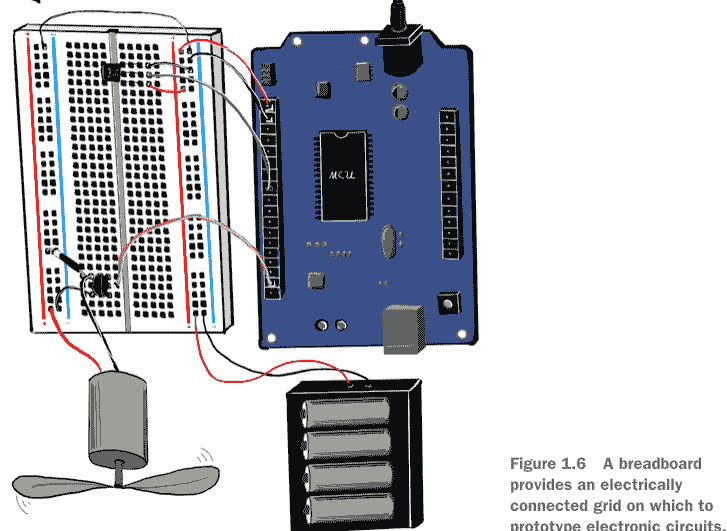 MCU
Figure 1.6 A breadboard
provides an electrically
connected grid on which to
prototype electronic circuits.